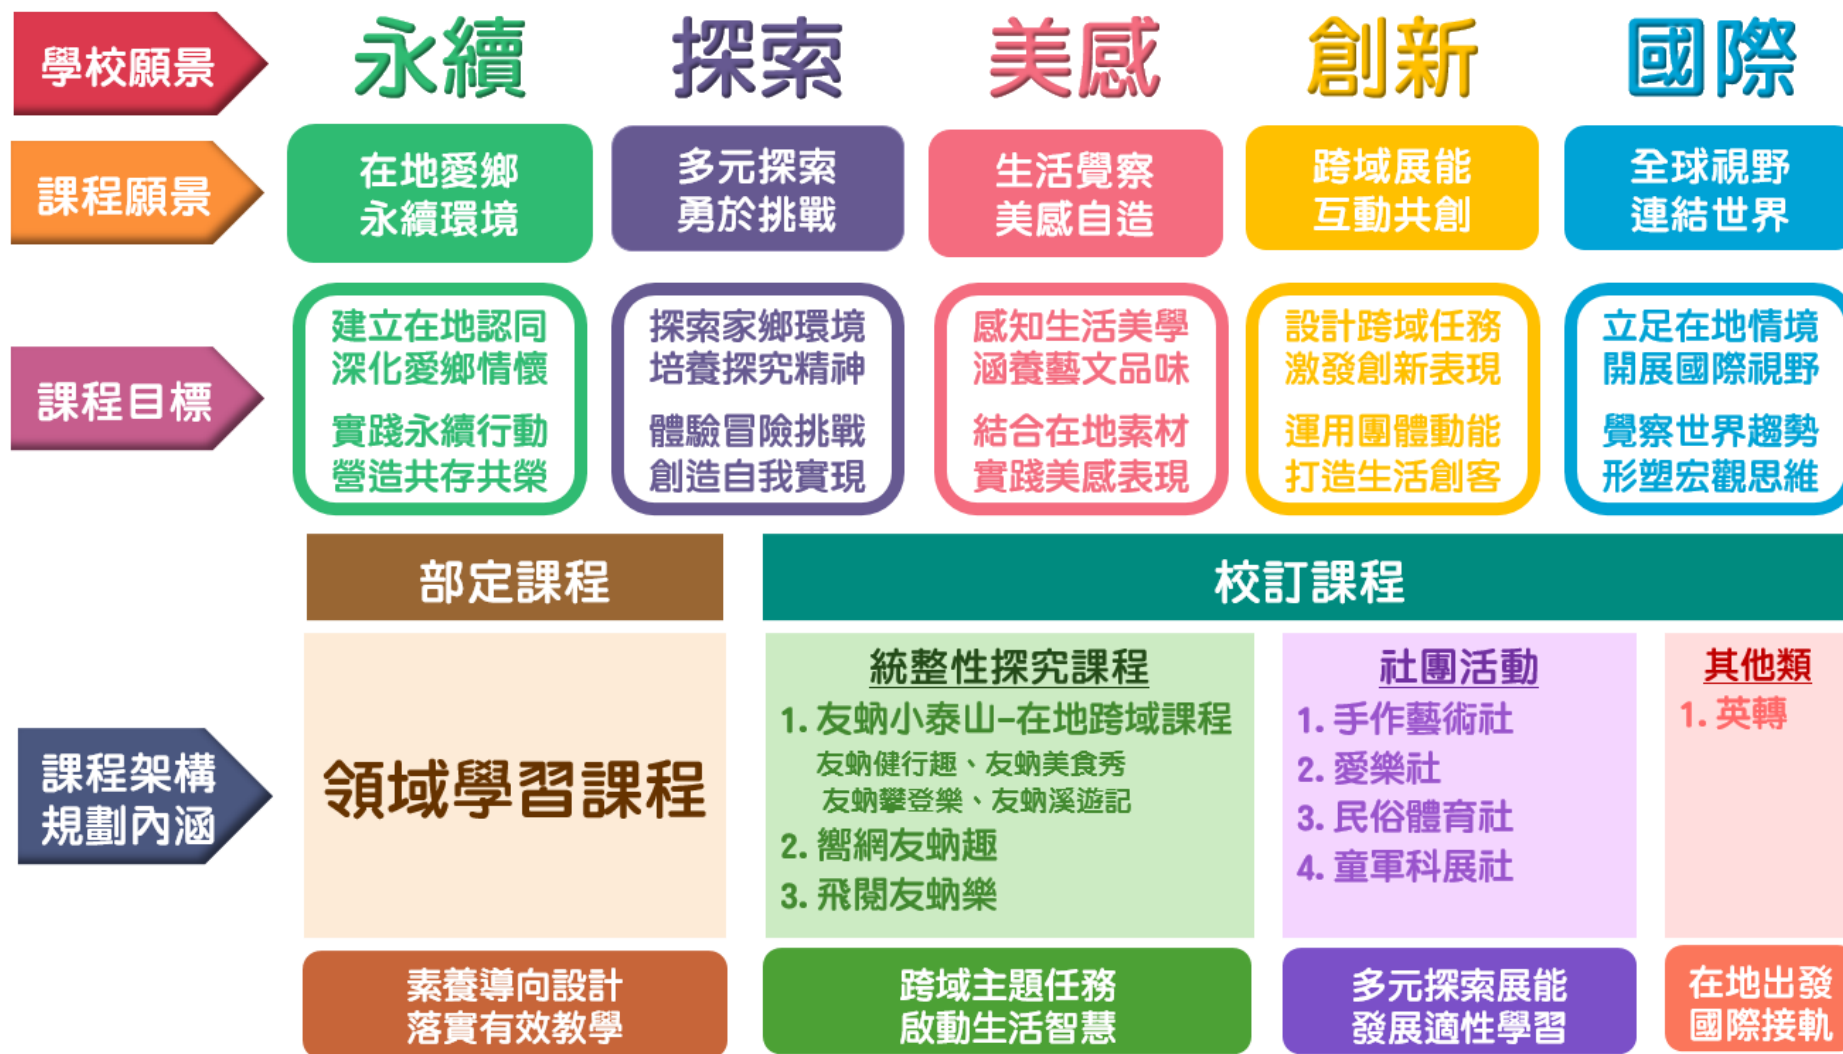 學校願景
永續
探索
美感
創新
國際
課程願景
在地愛鄉
永續環境
多元探索
勇於挑戰
生活覺察
美感自造
跨域展能
互動共創
全球視野
連結世界
課程目標
建立在地認同
深化愛鄉情懷
實踐永續行動
營造共存共榮
探索家鄉環境
培養探究精神
體驗冒險挑戰
創造自我實現
感知生活美學
涵養藝文品味
結合在地素材
實踐美感表現
設計跨域任務
激發創新表現
運用團體動能
打造生活創客
立足在地情境
開展國際視野
覺察世界趨勢
形塑宏觀思維
課程架構
規劃內涵
部定課程
領域學習課程
素養導向設計
落實有效教學
校訂課程
統整性探究課程
1. 友蚋小泰山-在地跨域課程
友蚋健行趣、友蚋美食秀
友蚋攀登樂、友蚋溪遊記
2. 嚮網友蚋趣
3. 飛閱友蚋樂
跨域主題任務
啟動生活智慧
社團活動
1. 手作藝術社
2. 愛樂社
3. 民俗體育社
4. 童軍科展社
多元探索展能
發展適性學習
其他類
1. 英轉
在地出發
國際接軌